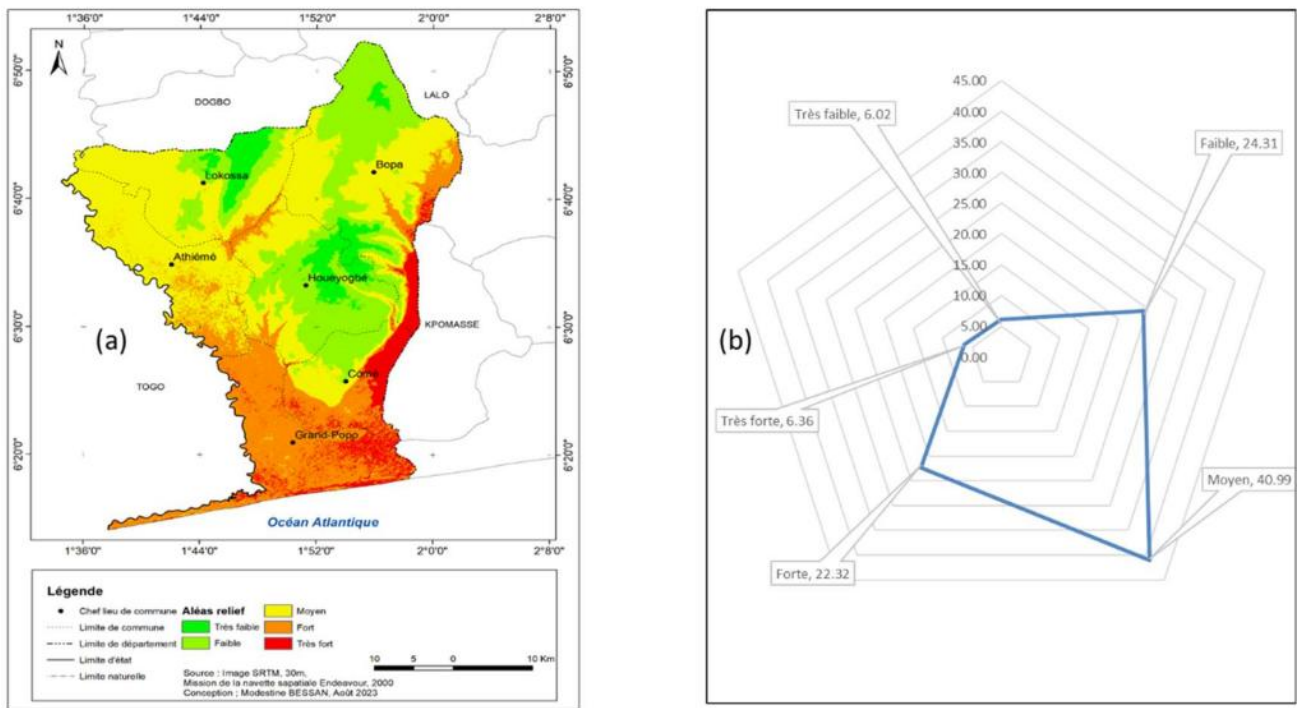 1°36'0" 1°44'0" 1°52'0" 2°0'0" 2°8'0"
N
6°50'0" 6°50'0"
DOGBO
LALO
Bopa
Lokossa
6°40'0" 6°40'0"
Athiémé
Houéyogbé
6°30'0" 6°30'0"
(a)
KPOMASSE
TOGO
Comé
Grand-Popo
6°20'0" 6°20'0"
Océan Atlantique
1°36'0" 1°44'0" 1°52'0" 2°0'0" 2°8'0"
Légende
Chef lieu de commune
Limite de commune
Limite de département
Limite d'état
Limite naturelle
Aléas relief
Très faible
Faible
Moyen
Fort
Très fort
10 5 0 10 Km
Source : Image SRTM, 30m,
Mission de la navette sapatiale Endeavour, 2000
Conception ; Modestine BESSAN, Août 2023
(b)
45.00
40.00
35.00
30.00
25.00
20.00
15.00
10.00
5.00
0.00
Très faible, 6.02
Faible, 24.31
Moyen, 40.99
Forte, 22.32
Très forte, 6.36